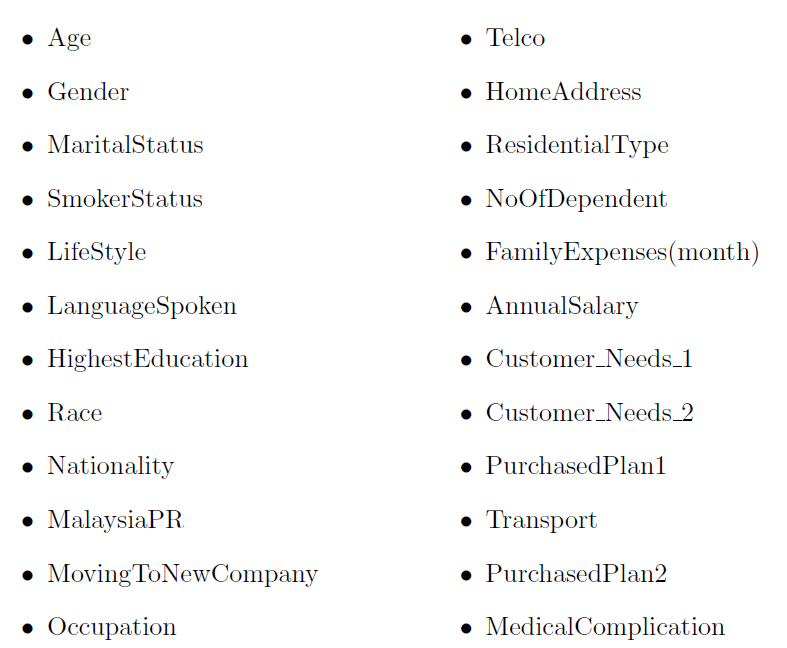 • Age
• Gender
• MaritalStatus
• SmokerStatus
• LifeStyle
• LanguageSpoken
• HighestEducation
• Race
• Nationality
• MalaysiaPR
• MovingToNewCompany
• Occupation
• Telco
• HomeAddress
• ResidentialType
• NoOfDependent
• FamilyExpenses(month)
• AnnualSalary
• Customer_Needs_1
• Customer_Needs_2
• PurchasedPlan1
• Transport
• PurchasedPlan2
• MedicalComplication